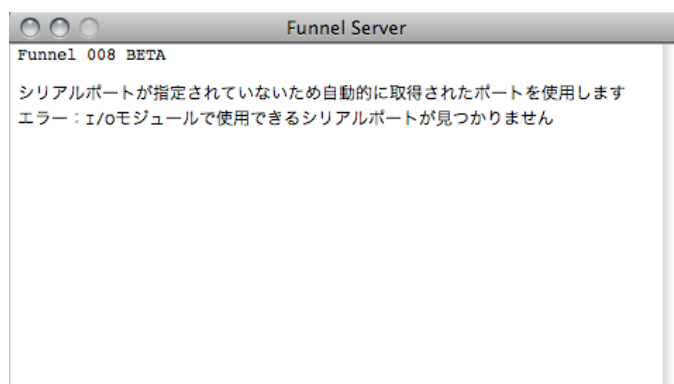 Funnel Server
Funnel 008 BETA
シリアルポートが指定されていないため自動的に取得されたポートを使用します
エラー：I/Oモジュールで使用できるシリアルポートが見つかりません